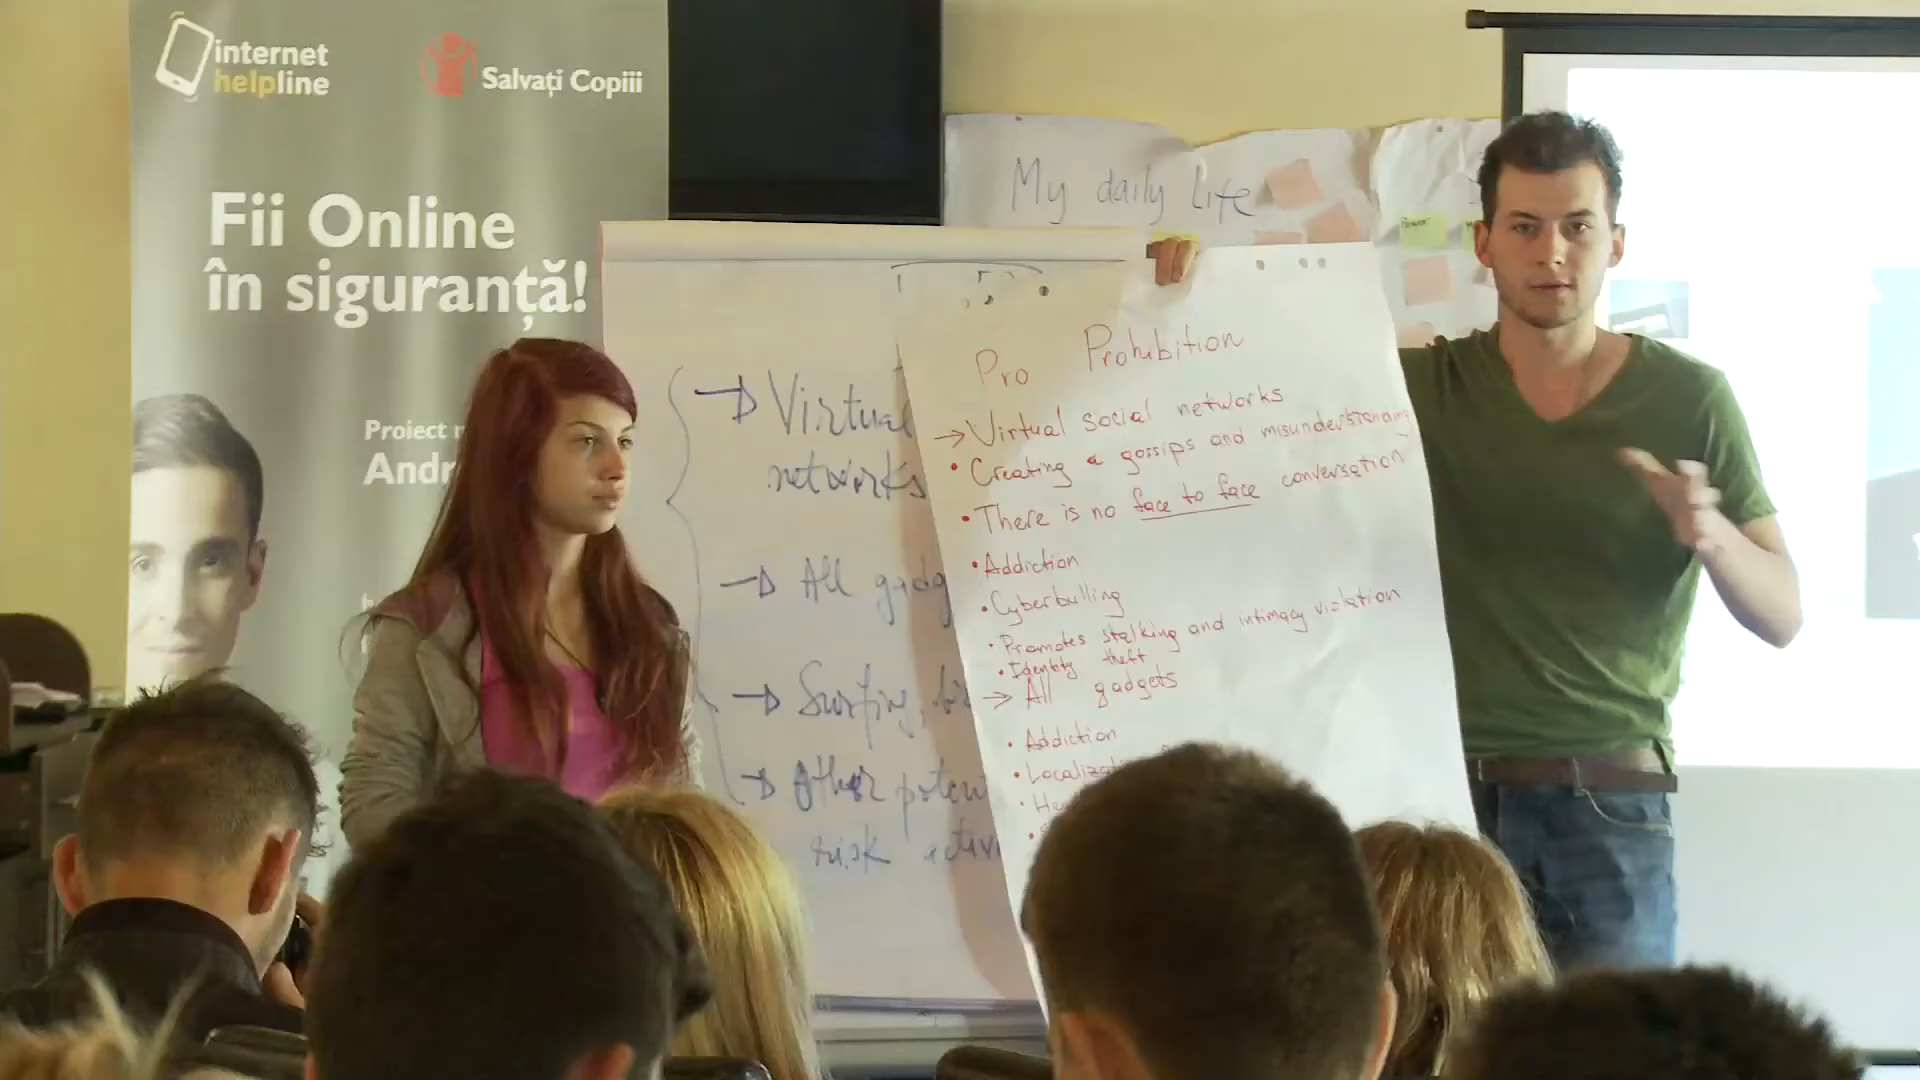 internet
helpline
Salvați Copiii
Fii Online
în siguranță!
Proiect
Andr
My daily life
Virtual
networks
All gadg
Surfing,
Other poten
risk activ
Pro Prohibition
→ Virtual social networks
• Creating a gossips and misunderstanding
• There is no face to face conversation
• Addiction
• Cyberbulling
• Promotes stalking and intimacy violation
• Identity theft
→ All gadgets
• Addiction
• Localizati